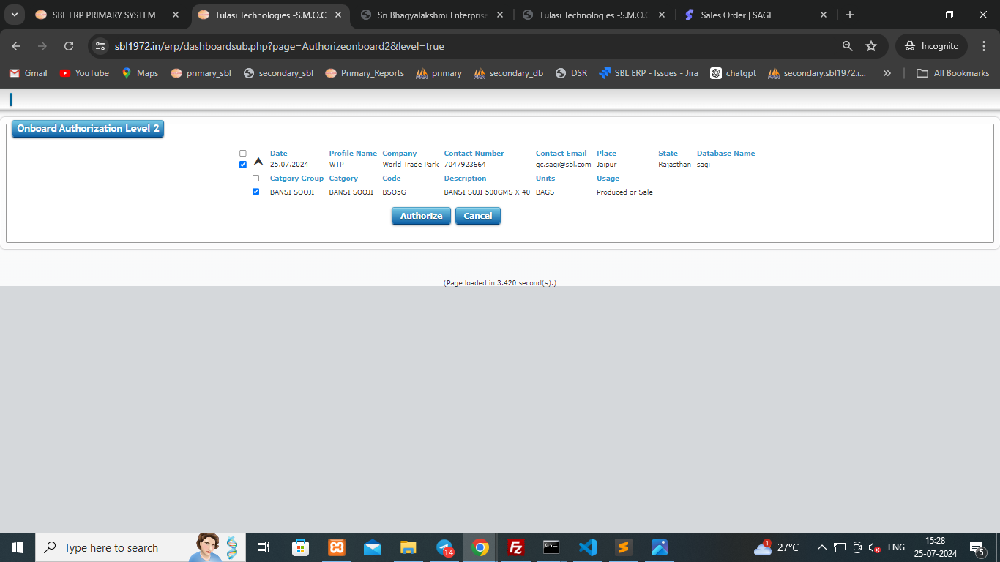 SBL ERP PRIMARY SYSTEM
Tulasi Technologies -S.M.O.C
Sri Bhagyalakshmi Enterprise
Tulasi Technologies -S.M.O.C
Sales Order | SAGI
sbl1972.in/erp/dashboardsub.php?page=Authorizeonboard2&level=true
Incognito
Gmail YouTube Maps primary_sbl secondary_sbl Primary_Reports primary secondary_db DSR SBL ERP - Issues - Jira chatgpt secondary.sbl1972.i... » All Bookmarks
Onboard Authorization Level 2
Date Profile Name Company Contact Number Contact Email Place State Database Name
25.07.2024 WTP World Trade Park 7047923664 qc.sagi@sbl.com Jaipur Rajasthan sagi
Catgory Group Catgory Code Description Units Usage
BANSI SOOJI BANSI SOOJI BSO5G BANSI SUJI 500GMS X 40 BAGS Produced or Sale
Authorize Cancel
(Page loaded in 3.420 second(s).)
Type here to search
14
1
27°C
ENG
15:28
25-07-2024
5